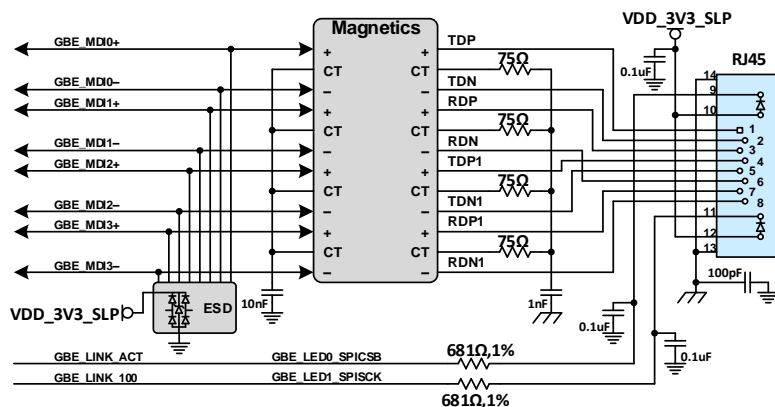 VDD_3V3_SLP
Magnetics
GBE_MDI0+ + + TDP
75Ω
0.1uF
RJ45
CT CT
14
9
GBE_MDI0− − − TDN
GBE_MDI1+ + + RDP
10
75Ω
1
CT CT
2
GBE_MDI1− − − RDN
3
GBE_MDI2+ + + TDP1
4
75Ω
5
CT CT
6
7
GBE_MDI2− − − TDN1
8
GBE_MDI3+ + + RDP1
11
75Ω
CT CT
12
13
GBE_MDI3− − − RDN1
100pF
VDD_3V3_SLP
ESD
10nF
1nF
0.1uF
0.1uF
GBE_LINK_ACT GBE_LED0_SPICSB 681Ω,1%
GBE_LINK_100 GBE_LED1_SPISCK
681Ω,1%